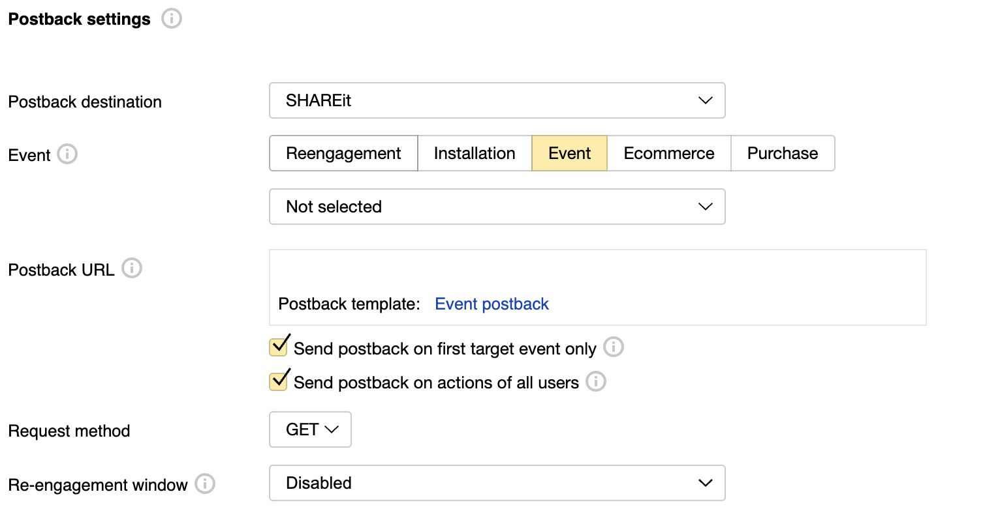 Postback settings
Postback destination
SHAREit
Event
Reengagement Installation Event Ecommerce Purchase
Not selected
Postback URL
Postback template: Event postback
Send postback on first target event only
Send postback on actions of all users
Request method
GET
Re-engagement window
Disabled